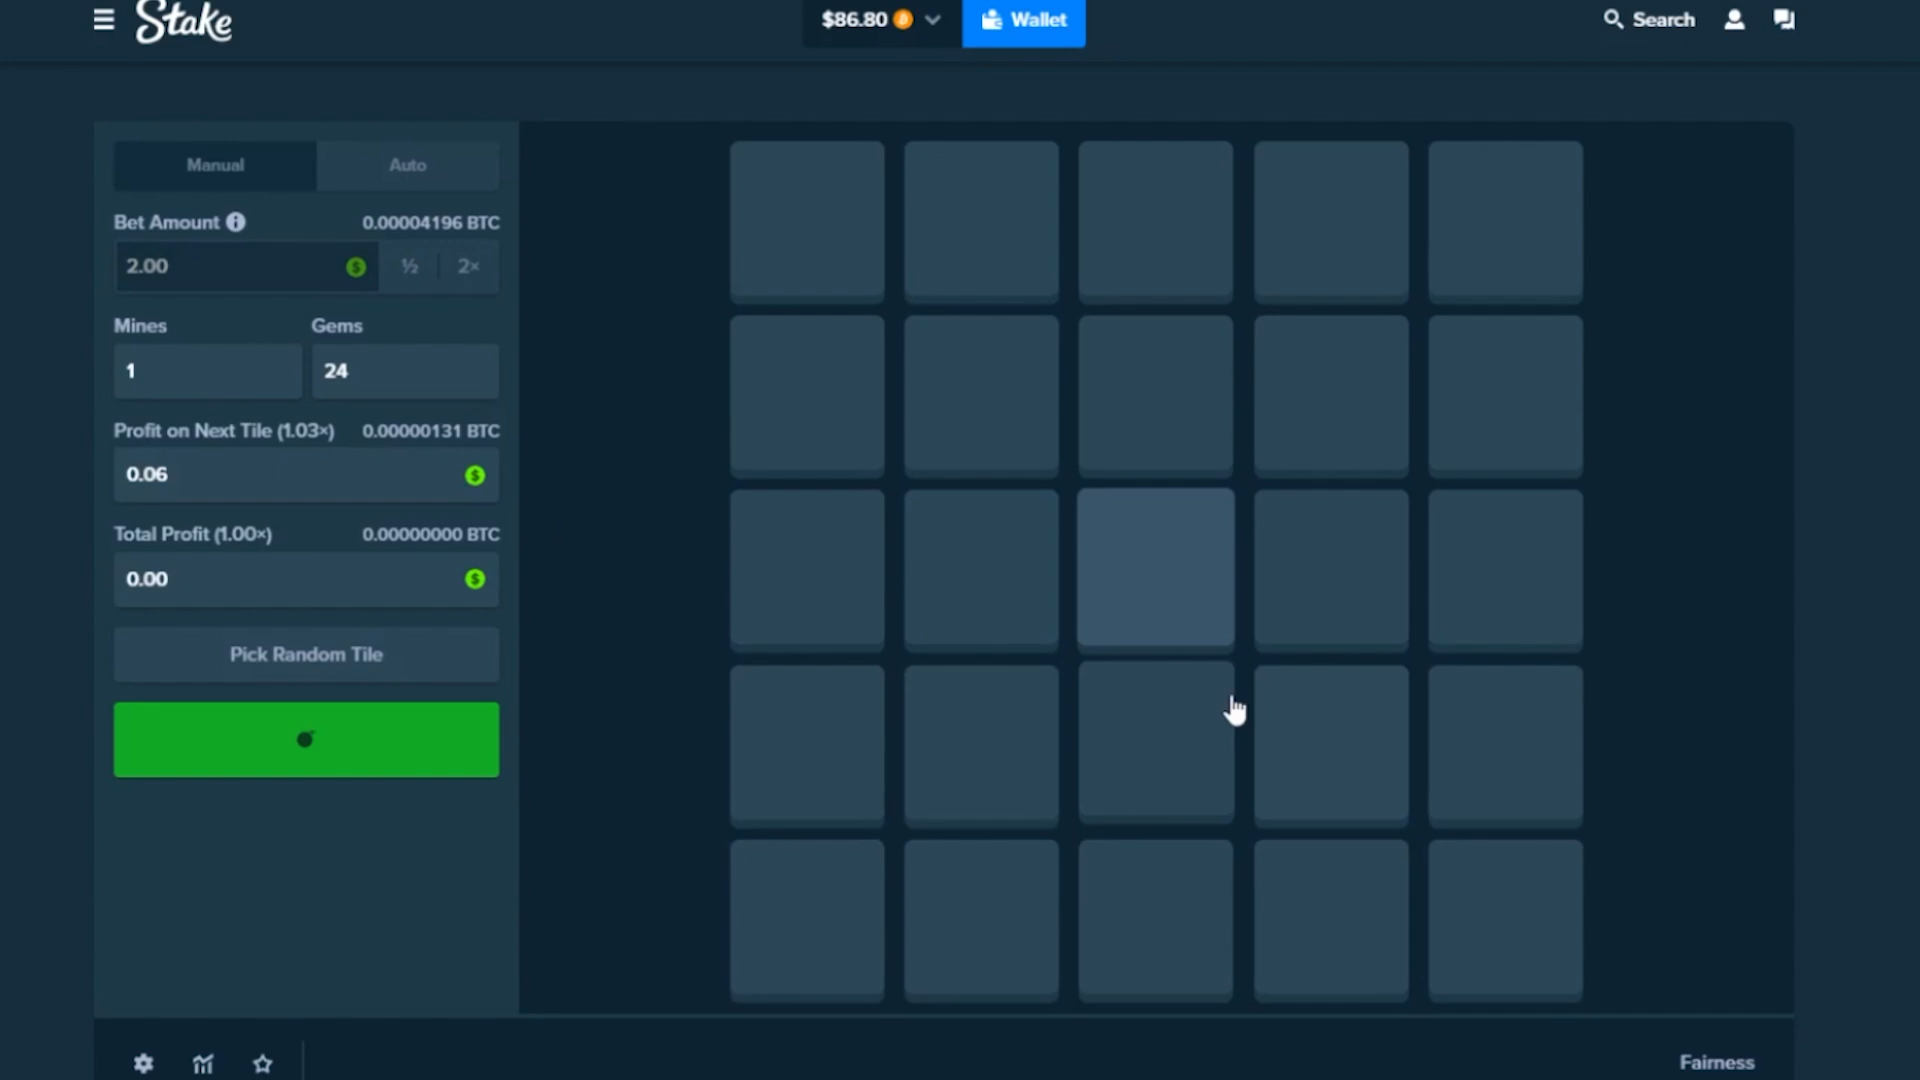 Stake
$86.80
Wallet
Search
Manual
Auto
Bet Amount
0.00004196 BTC
2.00
½
2×
Mines
Gems
1
24
Profit on Next Tile (1.03×)
0.00000131 BTC
0.06
Total Profit (1.00×)
0.00000000 BTC
0.00
Pick Random Tile
Fairness